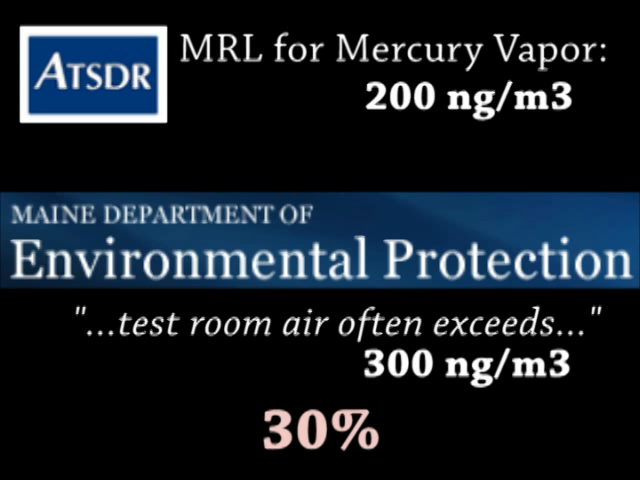 ATSDR
MRL for Mercury Vapor:
200 ng/m3
MAINE DEPARTMENT OF
Environmental Protection
"...test room air often exceeds..."
300 ng/m3
30%